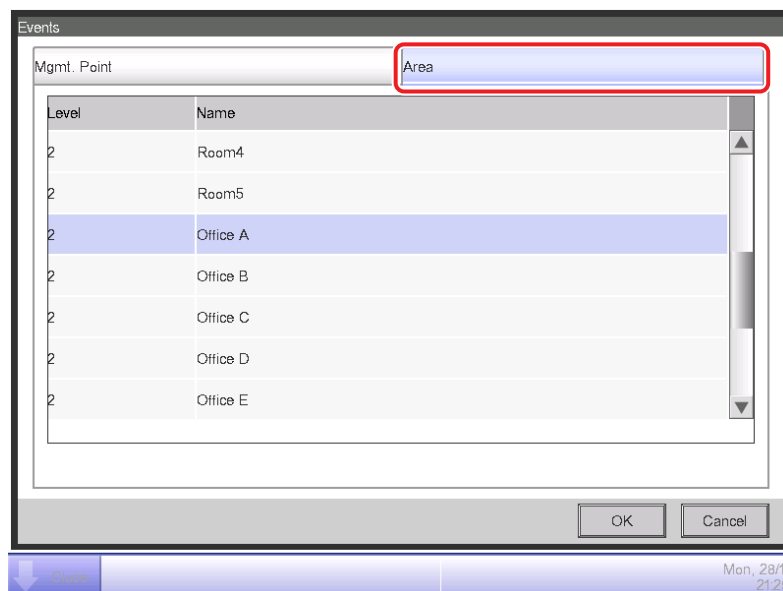 Events
Mgmt. Point
Area
Level Name
2 Room4
2 Room5
2 Office A
2 Office B
2 Office C
2 Office D
2 Office E
OK Cancel
Mon, 28/1